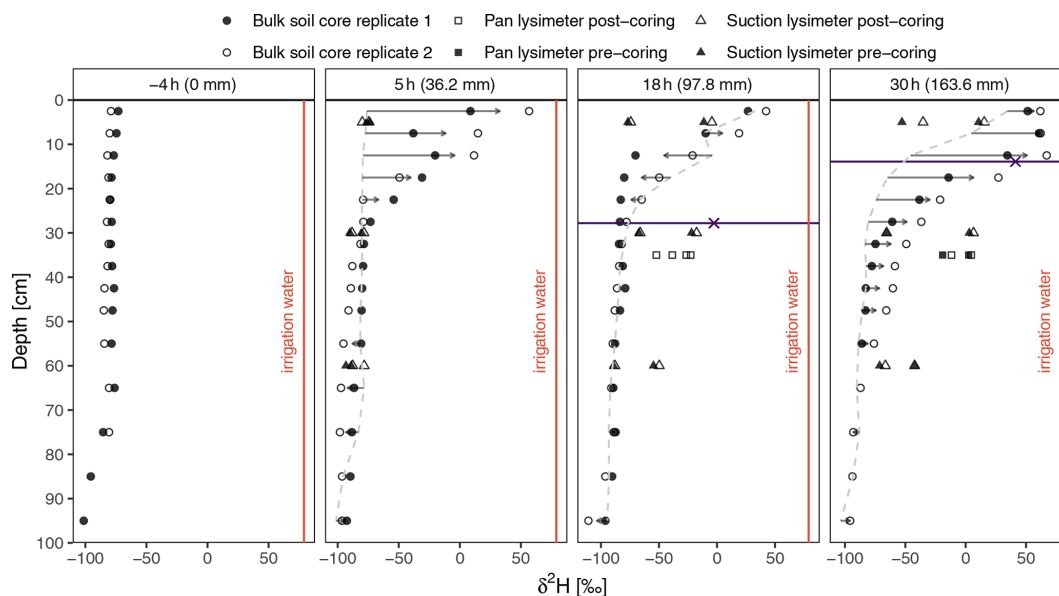 Bulk soil core replicate 1 Pan lysimeter post−coring Suction lysimeter post−coring
Bulk soil core replicate 2 Pan lysimeter pre−coring Suction lysimeter pre−coring
−4 h (0 mm) 5 h (36.2 mm) 18 h (97.8 mm) 30 h (163.6 mm)
0
10
20
30
40
50
60
70
80
90
100
Depth [cm]
irrigation water irrigation water irrigation water irrigation water
−100 −50 0 50 −100 −50 0 50 −100 −50 0 50 −100 −50 0 50
δ²H [‰]